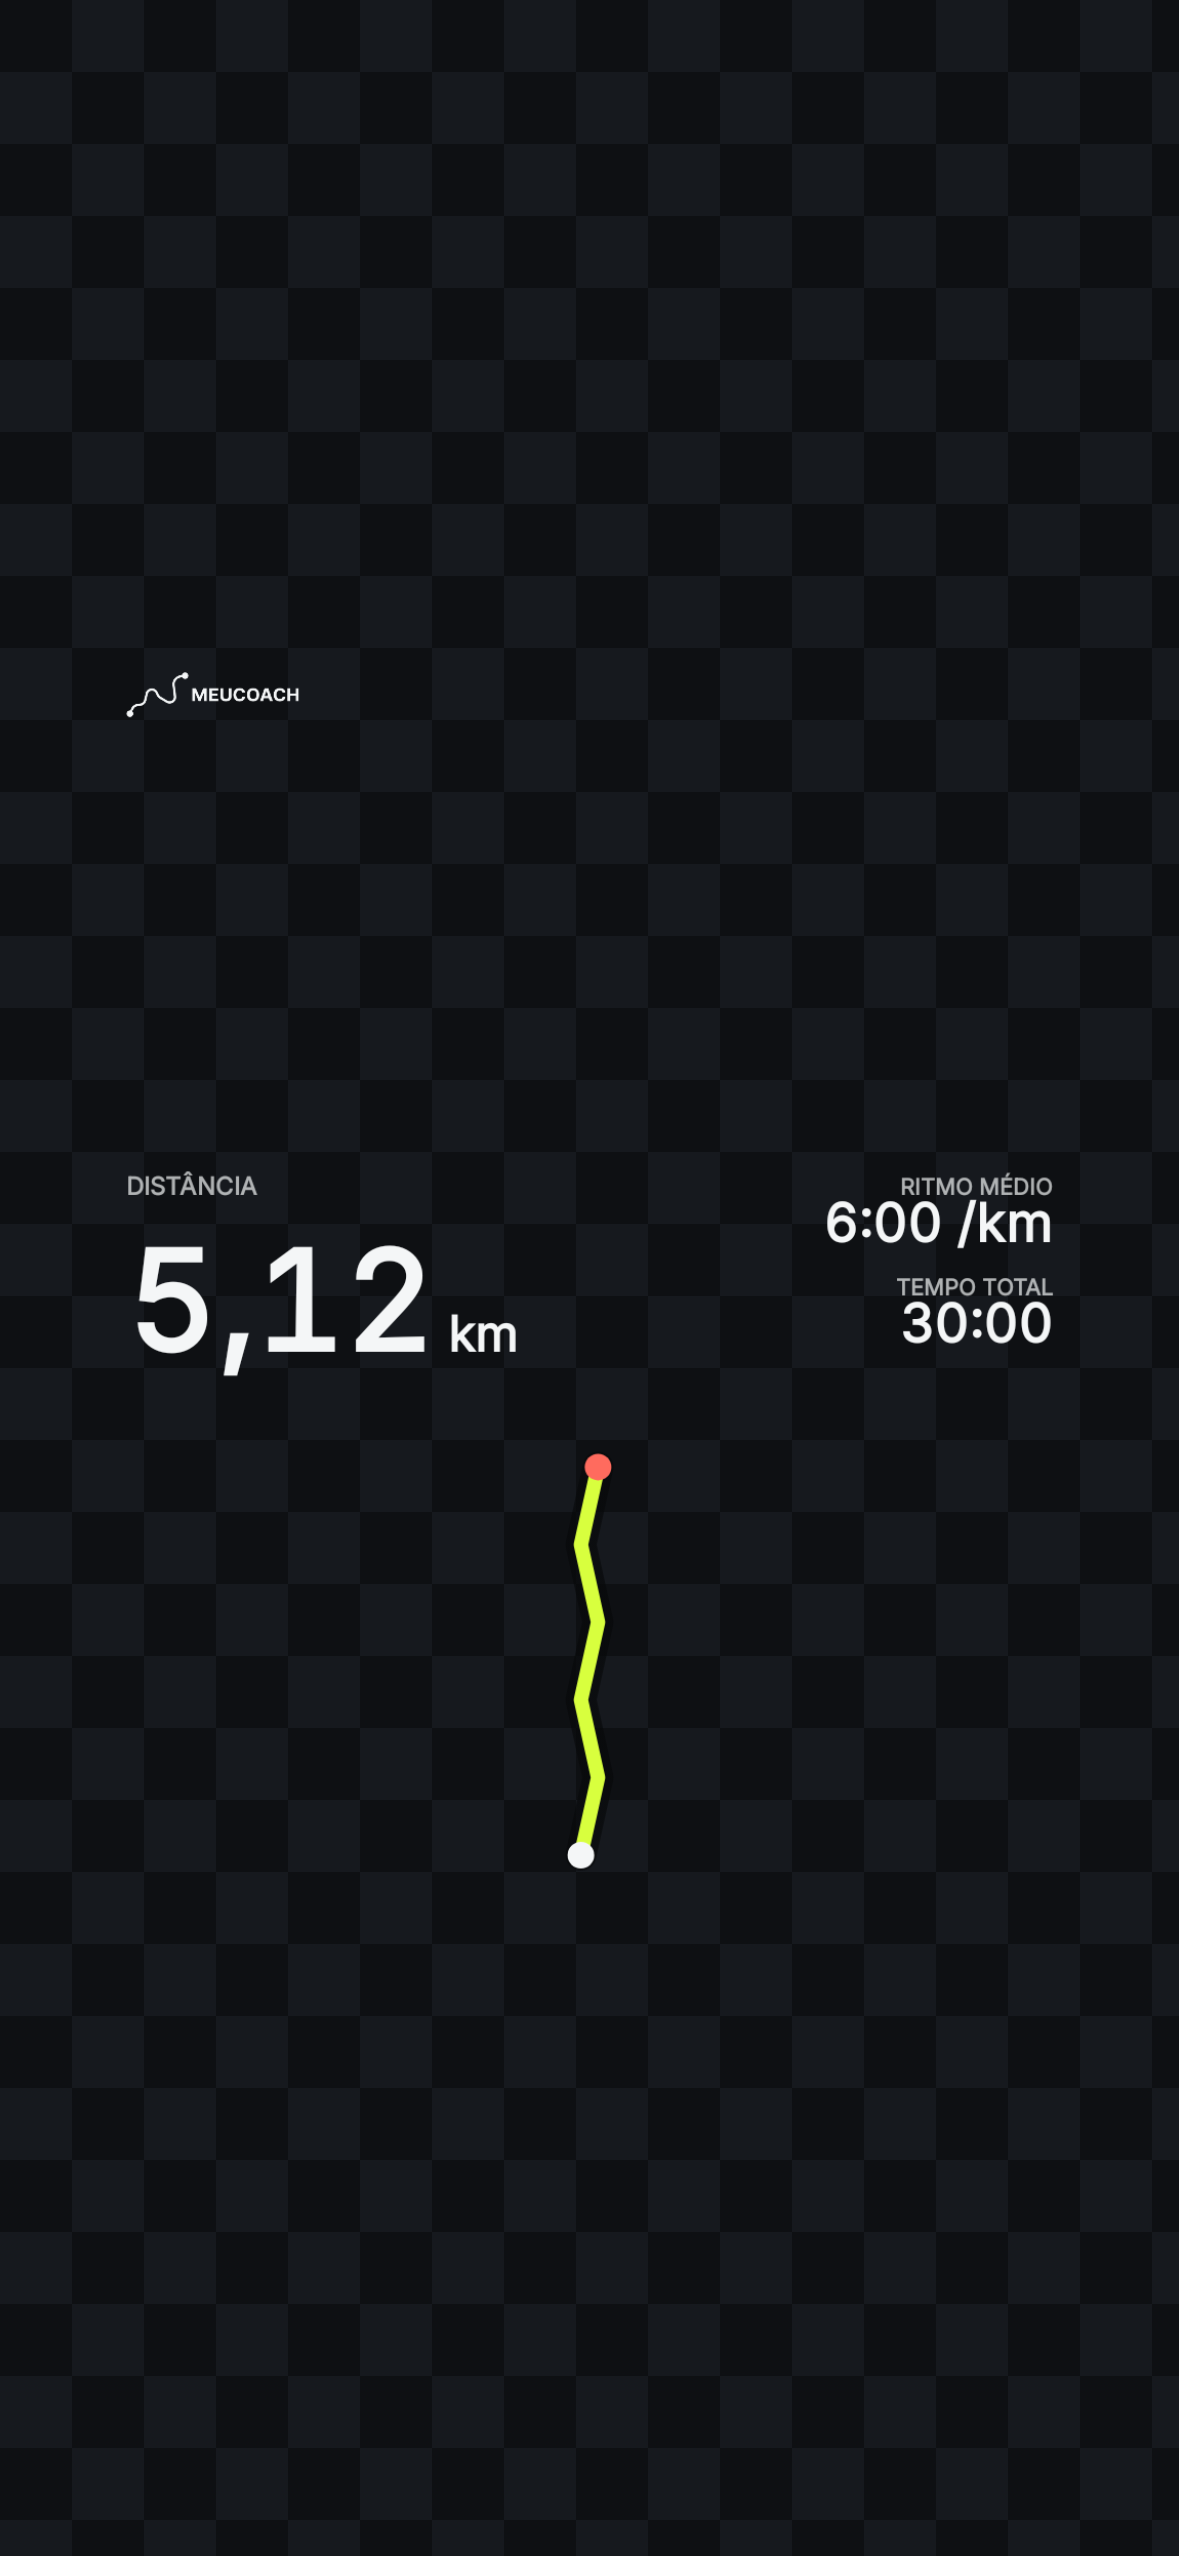 MEUCOACH
DISTÂNCIA
5,12 km
RITMO MÉDIO
6:00 /km
TEMPO TOTAL
30:00